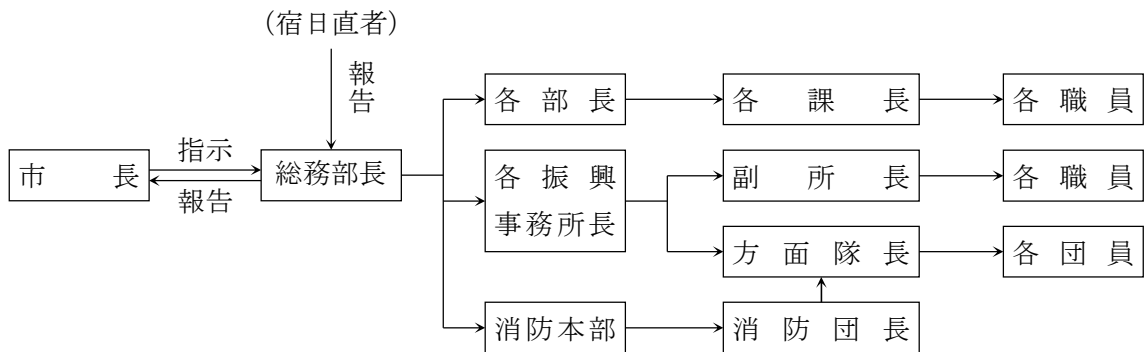 (宿日直者)
報告
各部長
各課長
各職員
指示
市長
総務部長
報告
各振興
事務所長
副所長
各職員
方面隊長
各団員
消防本部
消防団長